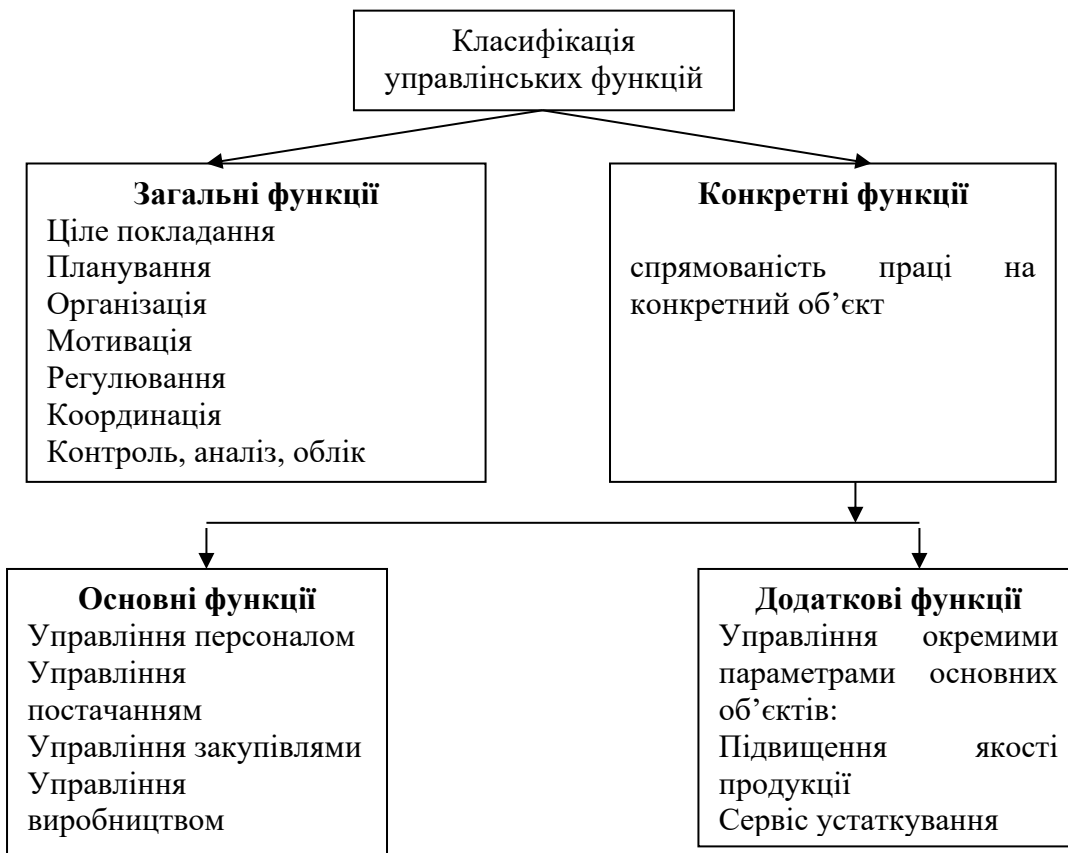 Класифікація
управлінських функцій
Загальні функції
Ціле покладання
Планування
Організація
Мотивація
Регулювання
Координація
Контроль, аналіз, облік
Конкретні функції
спрямованість праці на
конкретний об’єкт
Основні функції
Управління персоналом
Управління
постачанням
Управління закупівлями
Управління
виробництвом
Додаткові функції
Управління окремими
параметрами основних
об’єктів:
Підвищення якості
продукції
Сервіс устаткування